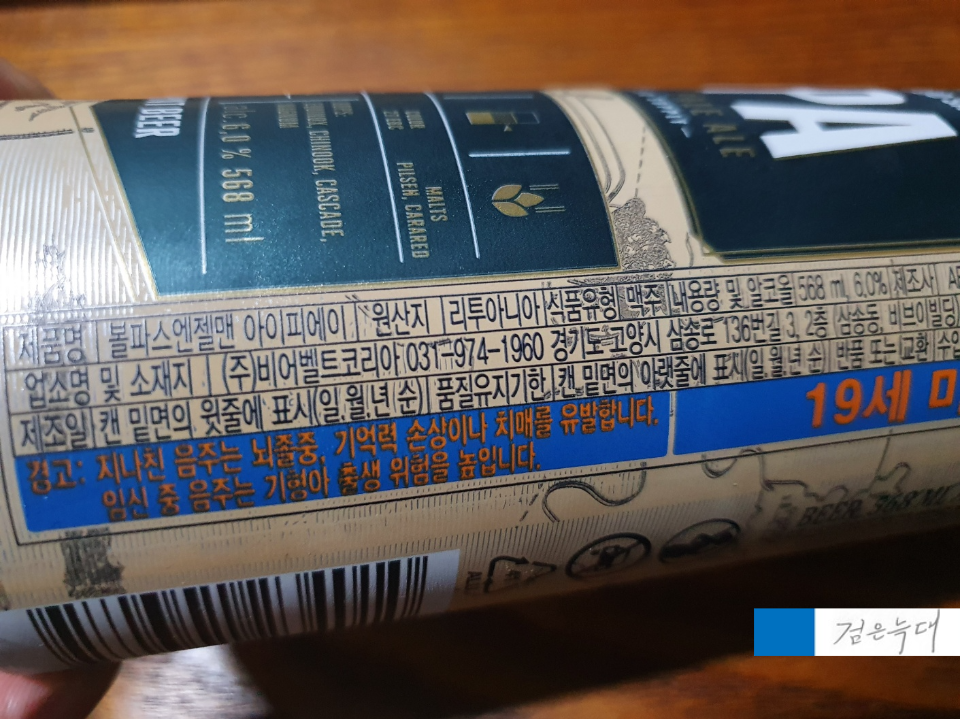 PA
ALE
BEER
alc. 6,0 % 568 ml
CHINOOK, CASCADE,
MALTS
PILSEN, CARARED
제품명 볼파스엔젤맨 아이피에이 원산지 리투아니아 식품유형 맥주 내용량 및 알코올 568 ml, 6.0% 제조사
업소명 및 소재지 (주)비어벨트코리아 031-974-1960 경기도 고양시 삼송로 136번길 3, 2층 삼송동, 비브이빌딩)
제조일 캔 밑면의 윗줄에 표시(일.월.년 순) 품질유지기한 캔 밑면의 아랫줄에 표시(일.월.년 순) 반품 또는 교환
경고: 지나친 음주는 뇌졸중, 기억력 손상이나 치매를 유발합니다.
임신 중 음주는 기형아 출생 위험을 높입니다.
19세 미
BEER 568 ML
검은늑대